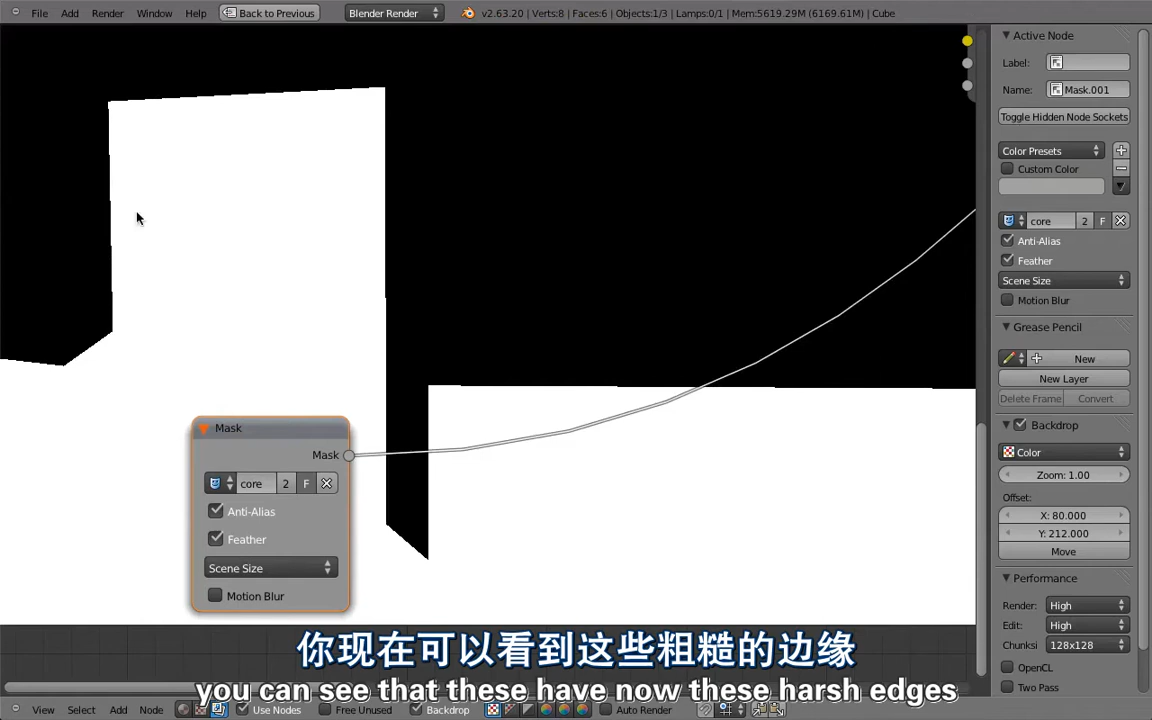 File Add Render Window Help Back to Previous Blender Render v2.63.20 | Verts:8 | Faces:6 | Objects:1/3 | Lamps:0/1 | Mem:5619.29M (6169.61M) | Cube
Active Node
Label:
Name: Mask.001
Toggle Hidden Node Sockets
Color Presets
Custom Color
core 2 F
Anti-Alias
Feather
Scene Size
Motion Blur
Grease Pencil
New
New Layer
Delete Frame Convert
Backdrop
Color
Zoom: 1.00
Offset:
X: 80.000
Y: 212.000
Move
Performance
Render: High
Edit: High
Chunksi 128x128
OpenCL
Two Pass
Mask
Mask
core 2 F
Anti-Alias
Feather
Scene Size
Motion Blur
你现在可以看到这些粗糙的边缘
you can see that these have now these harsh edges
View Select Add Node Use Nodes Free Unused Backdrop Auto Render